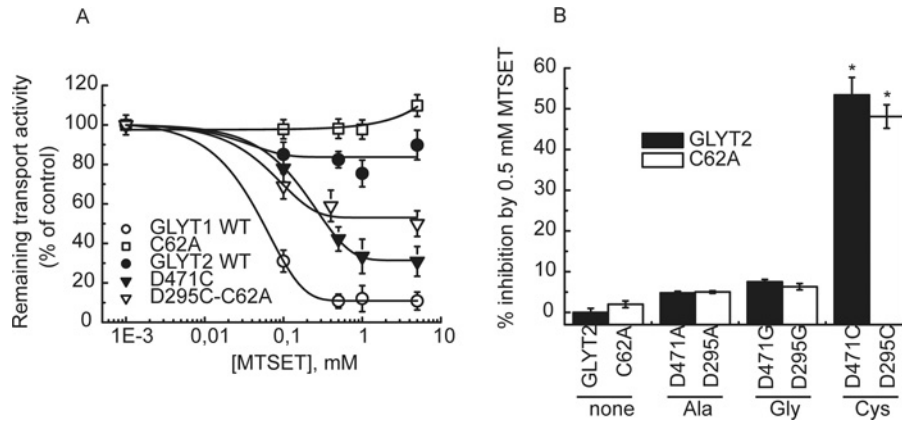 A
Remaining transport activity
(% of control)
120
100
80
60
40
20
0
GLYT1 WT
C62A
GLYT2 WT
D471C
D295C-C62A
1E-3
0,01
0,1
1
10
[MTSET], mM
B
% inhibition by 0.5 mM MTSET
60
50
40
30
20
10
0
GLYT2
C62A
*
*
GLYT2
C62A
D471A
D295A
D471G
D295G
D471C
D295C
none
Ala
Gly
Cys